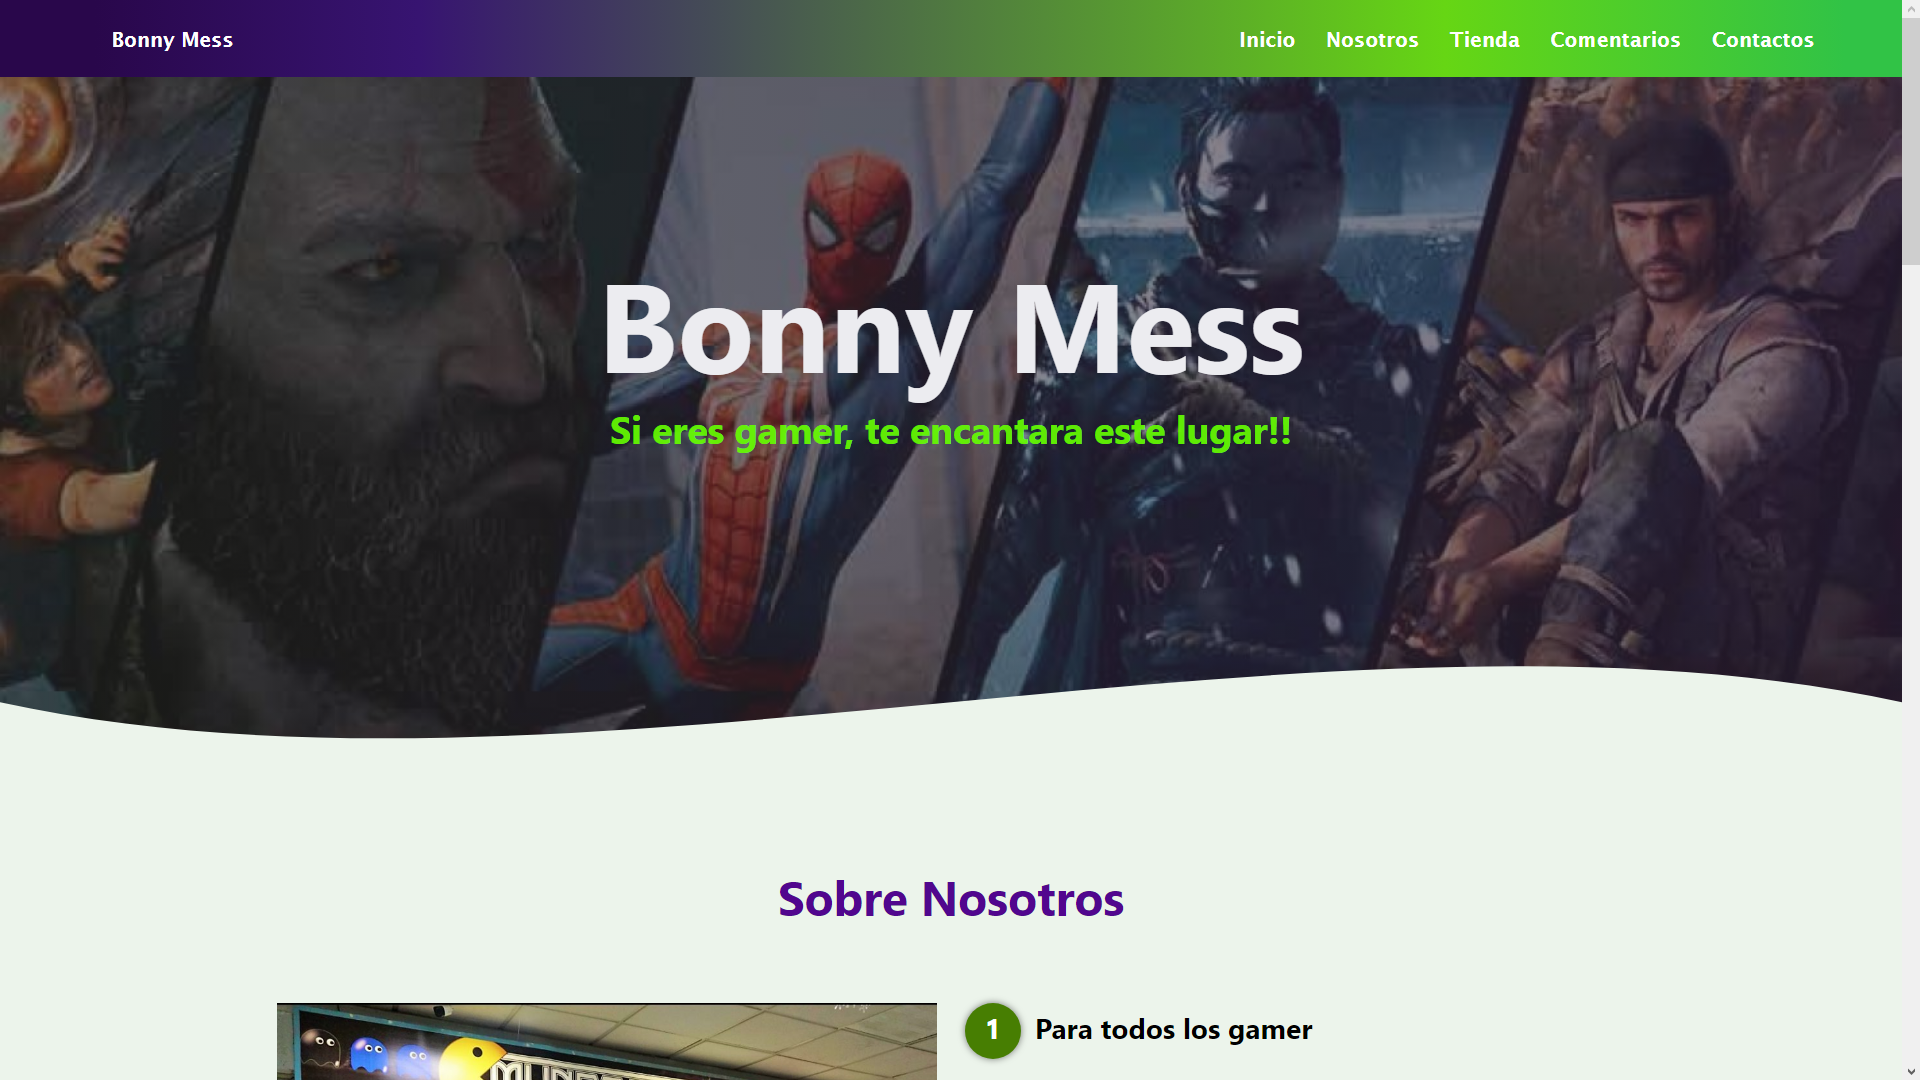 Bonny Mess
Inicio Nosotros Tienda Comentarios Contactos
Bonny Mess
Si eres gamer, te encantara este lugar!!
Sobre Nosotros
1 Para todos los gamer